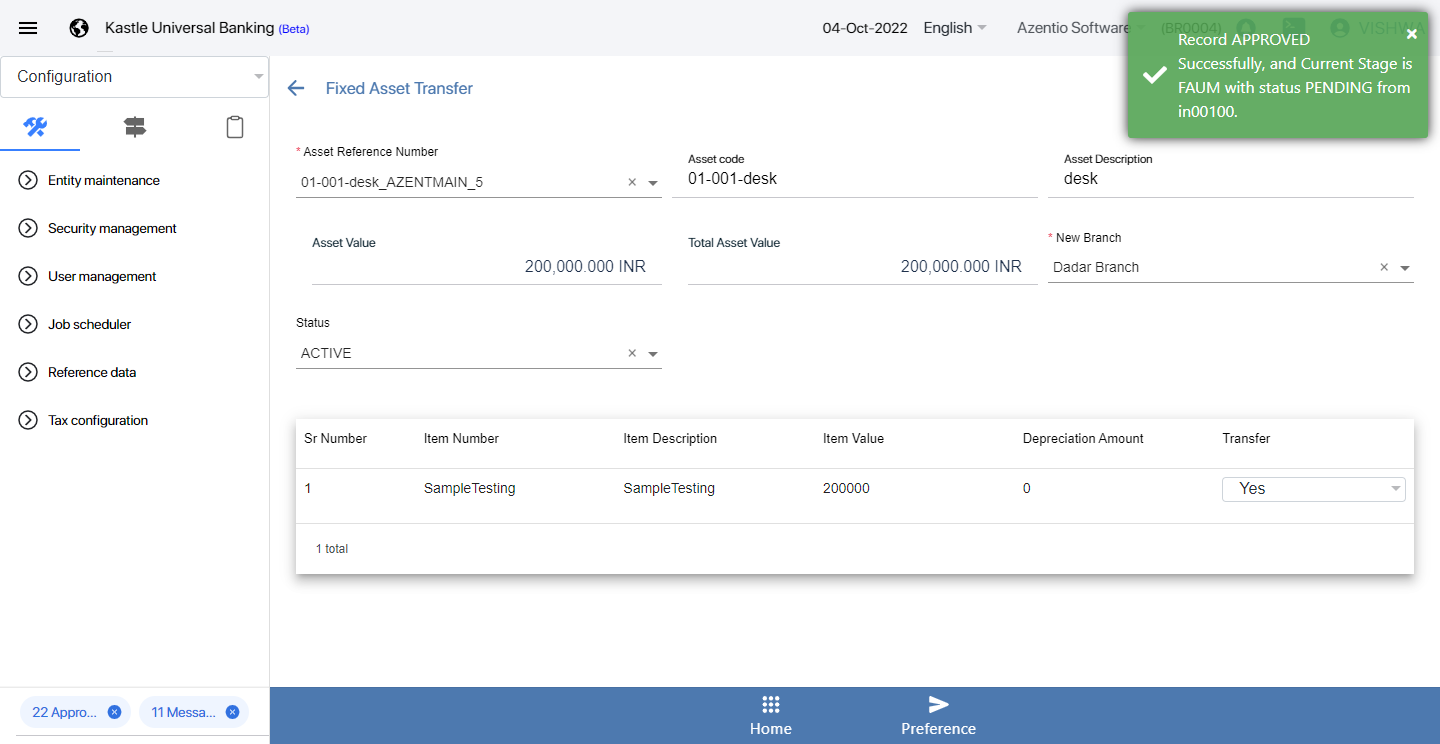 Kastle Universal Banking (Beta)
04-Oct-2022
English
Azentio Software
(BR0004)
VISHWA
Record APPROVED
Successfully, and Current Stage is
FAUM with status PENDING from
in00100.
×
Configuration
Entity maintenance
Security management
User management
Job scheduler
Reference data
Tax configuration
22 Appro...
11 Messa...
Fixed Asset Transfer
* Asset Reference Number
01-001-desk_AZENTMAIN_5
×
Asset code
01-001-desk
Asset Description
desk
Asset Value
200,000.000 INR
Total Asset Value
200,000.000 INR
* New Branch
Dadar Branch
×
Status
ACTIVE
×
Sr Number Item Number Item Description Item Value Depreciation Amount Transfer
1 SampleTesting SampleTesting 200000 0 Yes
1 total
Home
Preference